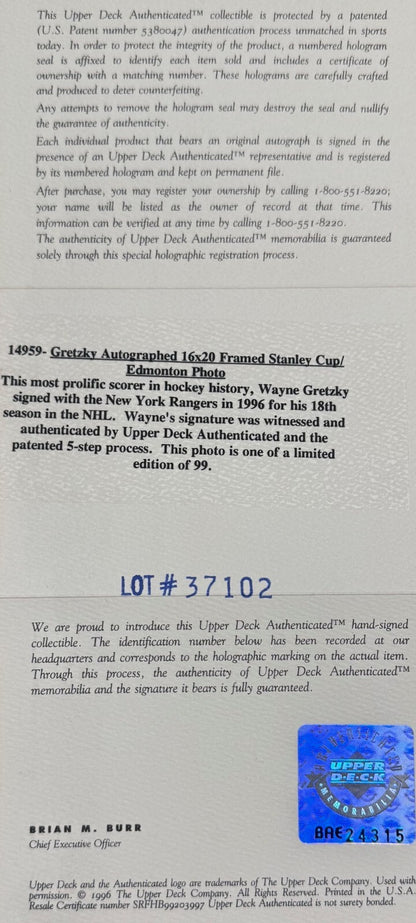 This Upper Deck Authenticated™ collectible is protected by a patented
(U.S. Patent number 5380047) authentication process unmatched in sports
today. In order to protect the integrity of the product, a numbered hologram
seal is affixed to identify each item sold and includes a certificate of
ownership with a matching number. These holograms are carefully crafted
and produced to deter counterfeiting.
Any attempts to remove the hologram seal may destroy the seal and nullify
the guarantee of authenticity.
Each individual product that bears an original autograph is signed in the
presence of an Upper Deck Authenticated™ representative and is registered
by its numbered hologram and kept on permanent file.
After purchase, you may register your ownership by calling 1-800-551-8220;
your name will be listed as the owner of record at that time. This
information can be verified at any time by calling 1-800-551-8220.
The authenticity of Upper Deck Authenticated™ memorabilia is guaranteed
solely through this special holographic registration process.
14959- Gretzky Autographed 16x20 Framed Stanley Cup/
Edmonton Photo
This most prolific scorer in hockey history, Wayne Gretzky
signed with the New York Rangers in 1996 for his 18th
season in the NHL. Wayne's signature was witnessed and
authenticated by Upper Deck Authenticated and the
patented 5-step process. This photo is one of a limited
edition of 99.
LOT # 37102
We are proud to introduce this Upper Deck Authenticated™ hand-signed
collectible. The identification number below has been recorded at our
headquarters and corresponds to the holographic marking on the actual item.
Through this process, the authenticity of Upper Deck Authenticated™
memorabilia and the signature it bears is fully guaranteed.
AUTHENTICATED
UPPER
D·E·C·K
MEMORABILIA
BAE24315
BRIAN M. BURR
Chief Executive Officer
Upper Deck and the Authenticated logo are trademarks of The Upper Deck Company. Used with
permission. © 1996 The Upper Deck Company. All Rights Reserved. Printed in the U.S.A.
Resale Certificate number SRFHB99203997 Upper Deck Authenticated is not surety bonded.